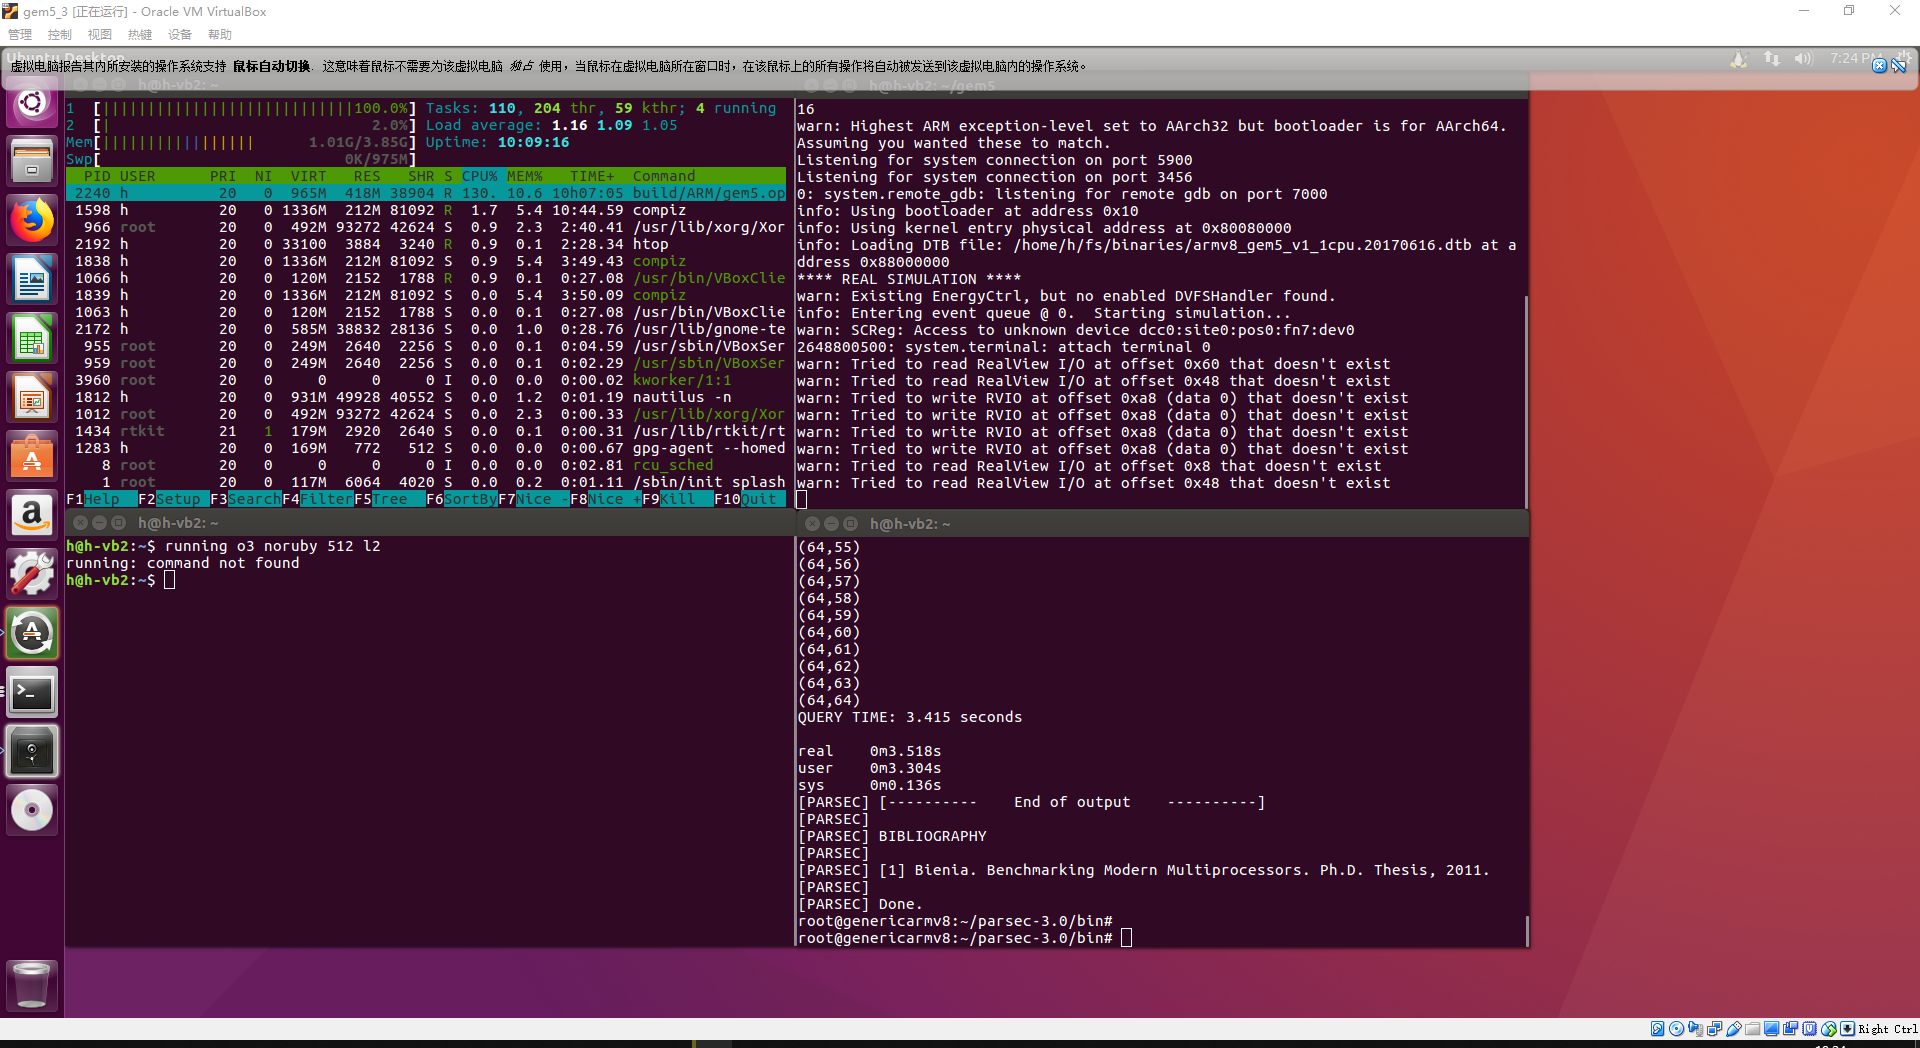 gem5_3 [正在运行] - Oracle VM VirtualBox
管理 控制 视图 热键 设备 帮助
虚拟电脑报告其内所安装的操作系统支持 鼠标自动切换. 这意味着鼠标不需要为该虚拟电脑 独占 使用，当鼠标在虚拟电脑所在窗口时，在该鼠标上的所有操作将自动被发送到该虚拟电脑内的操作系统。
Ubuntu Desktop
7:24 PM
h@h-vb2: ~
1 [||||||||||||||||||||||||||||100.0%] Tasks: 110, 204 thr, 59 kthr; 4 running
2 [| 2.0%] Load average: 1.16 1.09 1.05
Mem[||||||||||||||||| 1.01G/3.85G] Uptime: 10:09:16
Swp[ 0K/975M]
PID USER PRI NI VIRT RES SHR S CPU% MEM% TIME+ Command
2240 h 20 0 965M 418M 38904 R 130. 10.6 10h07:05 build/ARM/gem5.op
1598 h 20 0 1336M 212M 81092 R 1.7 5.4 10:44.59 compiz
966 root 20 0 492M 93272 42624 S 0.9 2.3 2:40.41 /usr/lib/xorg/Xor
2192 h 20 0 33100 3884 3240 R 0.9 0.1 2:28.34 htop
1838 h 20 0 1336M 212M 81092 S 0.9 5.4 3:49.43 compiz
1066 h 20 0 120M 2152 1788 R 0.9 0.1 0:27.08 /usr/bin/VBoxClie
1839 h 20 0 1336M 212M 81092 S 0.0 5.4 3:50.09 compiz
1063 h 20 0 120M 2152 1788 S 0.0 0.1 0:27.08 /usr/bin/VBoxClie
2172 h 20 0 585M 38832 28136 S 0.0 1.0 0:28.76 /usr/lib/gnome-te
955 root 20 0 249M 2640 2256 S 0.0 0.1 0:04.59 /usr/sbin/VBoxSer
959 root 20 0 249M 2640 2256 S 0.0 0.1 0:02.29 /usr/sbin/VBoxSer
3960 root 20 0 0 0 0 I 0.0 0.0 0:00.02 kworker/1:1
1812 h 20 0 931M 49928 40552 S 0.0 1.2 0:01.19 nautilus -n
1012 root 20 0 492M 93272 42624 S 0.0 2.3 0:00.33 /usr/lib/xorg/Xor
1434 rtkit 21 1 179M 2920 2640 S 0.0 0.1 0:00.31 /usr/lib/rtkit/rt
1283 h 20 0 169M 772 512 S 0.0 0.0 0:00.67 gpg-agent --homed
8 root 20 0 0 0 0 I 0.0 0.0 0:02.81 rcu_sched
1 root 20 0 117M 6064 4020 S 0.0 0.2 0:01.11 /sbin/init splash
F1Help F2Setup F3SearchF4FilterF5Tree F6SortByF7Nice -F8Nice +F9Kill F10Quit
h@h-vb2: ~/gem5
16
warn: Highest ARM exception-level set to AArch32 but bootloader is for AArch64.
Assuming you wanted these to match.
Listening for system connection on port 5900
Listening for system connection on port 3456
0: system.remote_gdb: listening for remote gdb on port 7000
info: Using bootloader at address 0x10
info: Using kernel entry physical address at 0x80080000
info: Loading DTB file: /home/h/fs/binaries/armv8_gem5_v1_1cpu.20170616.dtb at a
ddress 0x88000000
**** REAL SIMULATION ****
warn: Existing EnergyCtrl, but no enabled DVFSHandler found.
info: Entering event queue @ 0. Starting simulation...
warn: SCReg: Access to unknown device dcc0:site0:pos0:fn7:dev0
2648800500: system.terminal: attach terminal 0
warn: Tried to read RealView I/O at offset 0x60 that doesn't exist
warn: Tried to read RealView I/O at offset 0x48 that doesn't exist
warn: Tried to write RVIO at offset 0xa8 (data 0) that doesn't exist
warn: Tried to write RVIO at offset 0xa8 (data 0) that doesn't exist
warn: Tried to write RVIO at offset 0xa8 (data 0) that doesn't exist
warn: Tried to write RVIO at offset 0xa8 (data 0) that doesn't exist
warn: Tried to read RealView I/O at offset 0x8 that doesn't exist
warn: Tried to read RealView I/O at offset 0x48 that doesn't exist
h@h-vb2: ~
h@h-vb2:~$ running o3 noruby 512 l2
running: command not found
h@h-vb2:~$
h@h-vb2: ~
(64,55)
(64,56)
(64,57)
(64,58)
(64,59)
(64,60)
(64,61)
(64,62)
(64,63)
(64,64)
QUERY TIME: 3.415 seconds
real 0m3.518s
user 0m3.304s
sys 0m0.136s
[PARSEC] [---------- End of output ----------]
[PARSEC]
[PARSEC] BIBLIOGRAPHY
[PARSEC]
[PARSEC] [1] Bienia. Benchmarking Modern Multiprocessors. Ph.D. Thesis, 2011.
[PARSEC]
[PARSEC] Done.
root@genericarmv8:~/parsec-3.0/bin#
root@genericarmv8:~/parsec-3.0/bin#
Right Ctrl